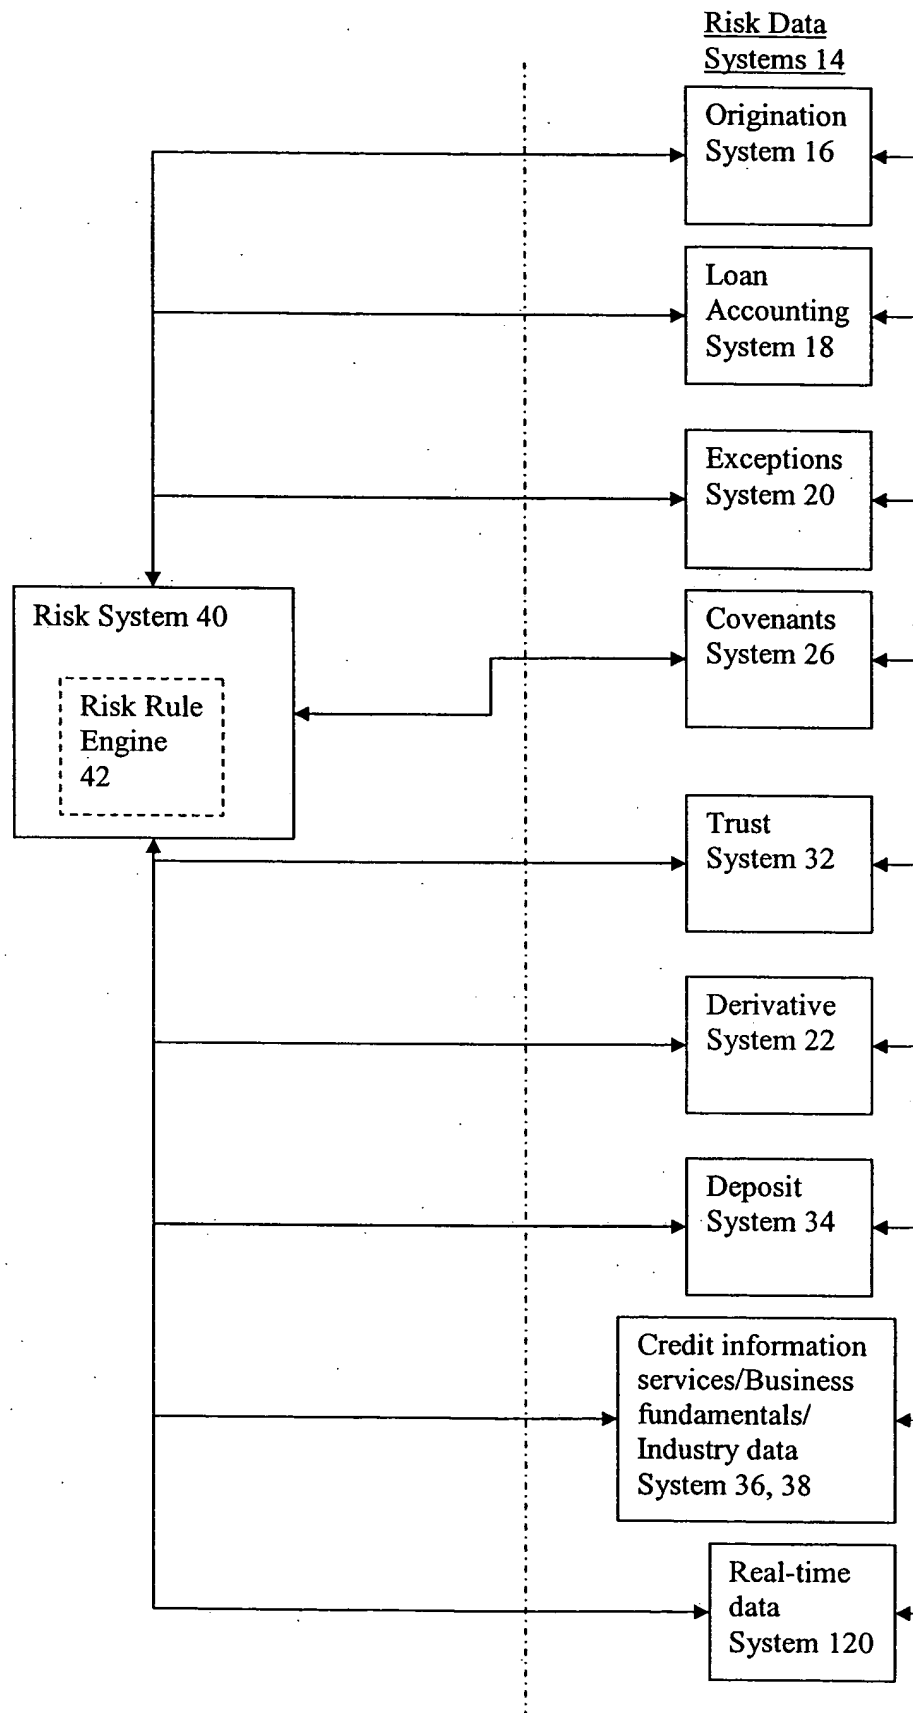 Risk Data
Systems 14
Origination
System 16
Loan
Accounting
System 18
Exceptions
System 20
Risk System 40
Risk Rule
Engine
42
Covenants
System 26
Trust
System 32
Derivative
System 22
Deposit
System 34
Credit information
services/Business
fundamentals/
Industry data
System 36, 38
Real-time
data
System 120